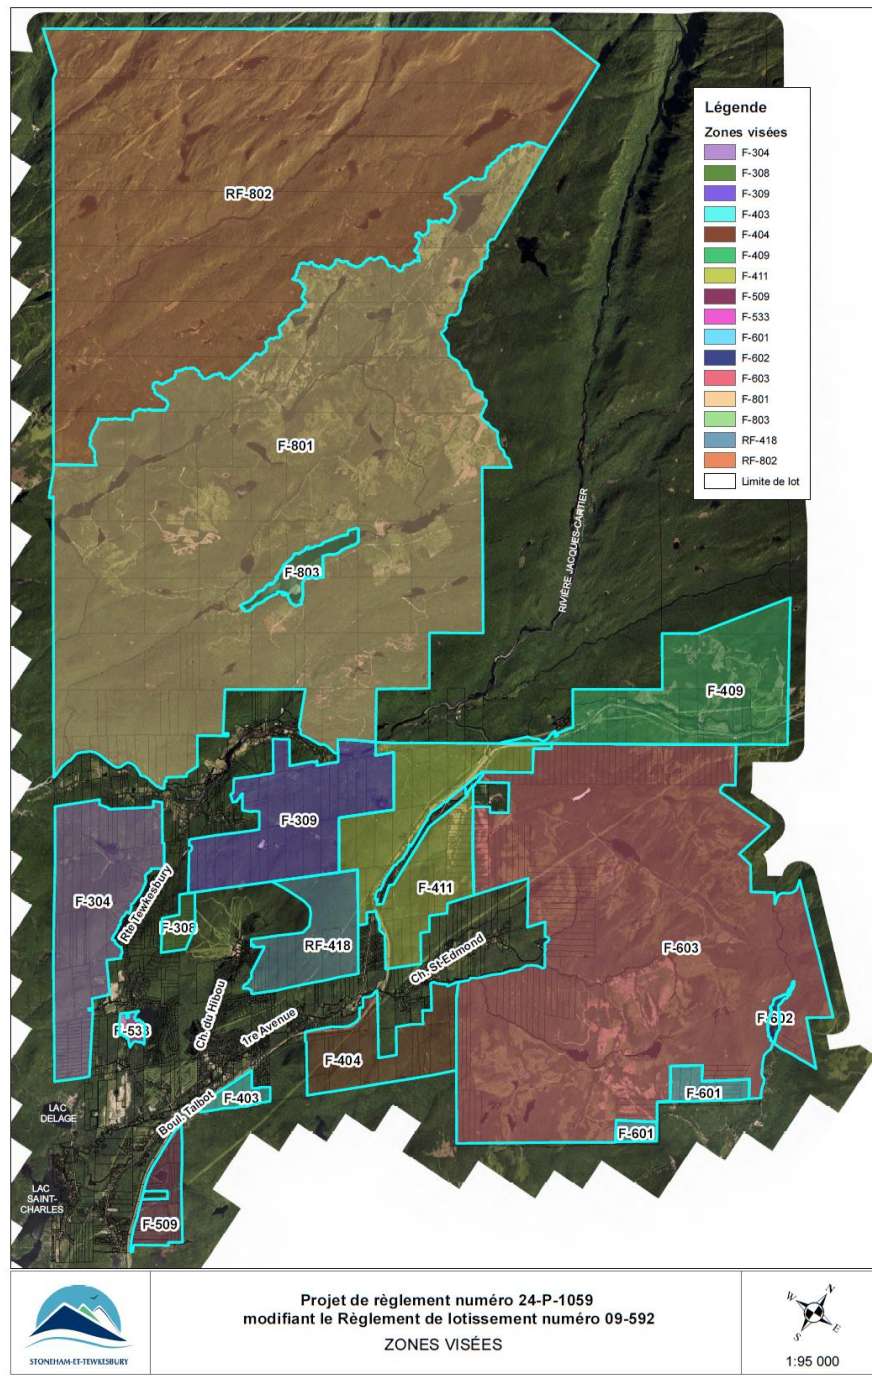 Légende
Zones visées
F-304
F-308
F-309
F-403
F-404
F-409
F-411
F-509
F-533
F-601
F-602
F-603
F-801
F-803
RF-418
RF-802
Limite de lot
RF-802
F-801
F-803
RIVIÈRE JACQUES-CARTIER
F-409
F-309
F-411
F-304
Rte Tewkesbury
F-308
RF-418
Ch. St-Edmond
F-603
Ch. du Hibou
1re Avenue
F-533
F-602
F-404
F-403
F-601
Boul. Talbot
F-601
LAC
DELAGE
LAC
SAINT-
CHARLES
F-509
STONEHAM-ET-TEWKESBURY
Projet de règlement numéro 24-P-1059
modifiant le Règlement de lotissement numéro 09-592
ZONES VISÉES
N
W
E
S
1:95 000